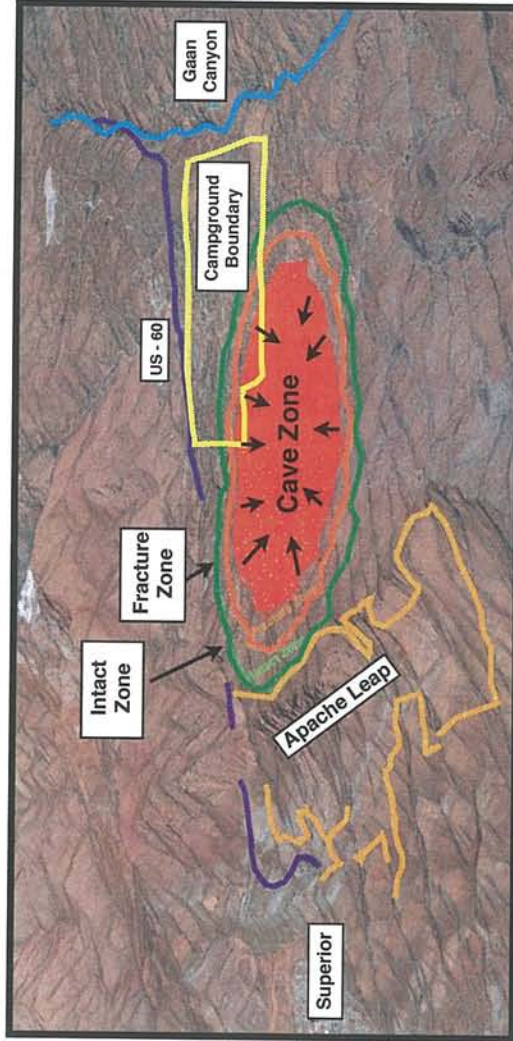 Gaan
Canyon
US - 60
Campground
Boundary
Fracture
Zone
Intact
Zone
Cave Zone
Apache Leap
Superior